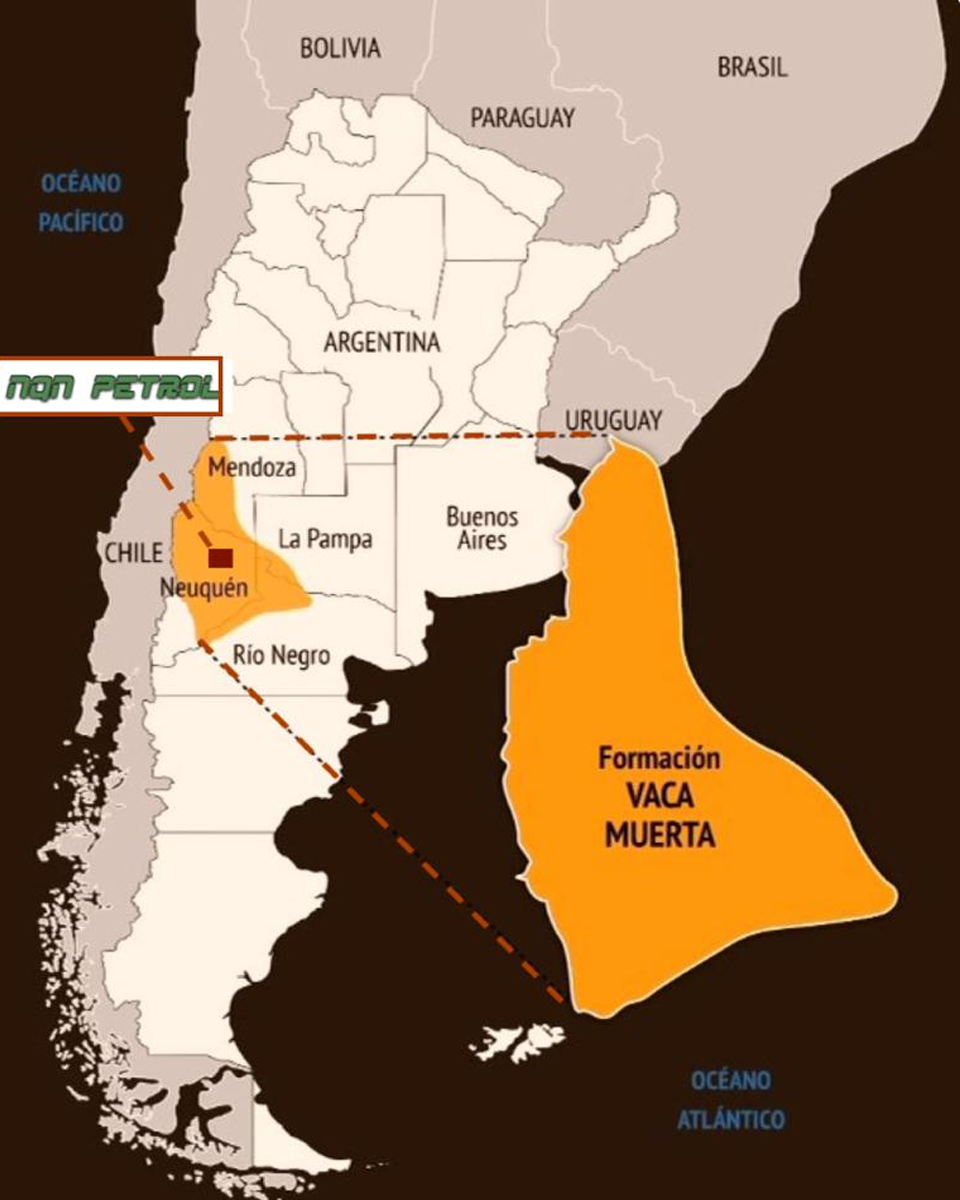 BOLIVIA
BRASIL
PARAGUAY
OCÉANO
PACÍFICO
ARGENTINA
NQN PETROL
URUGUAY
Mendoza
Buenos
Aires
La Pampa
CHILE
Neuquén
Río Negro
Formación
VACA
MUERTA
OCÉANO
ATLÁNTICO